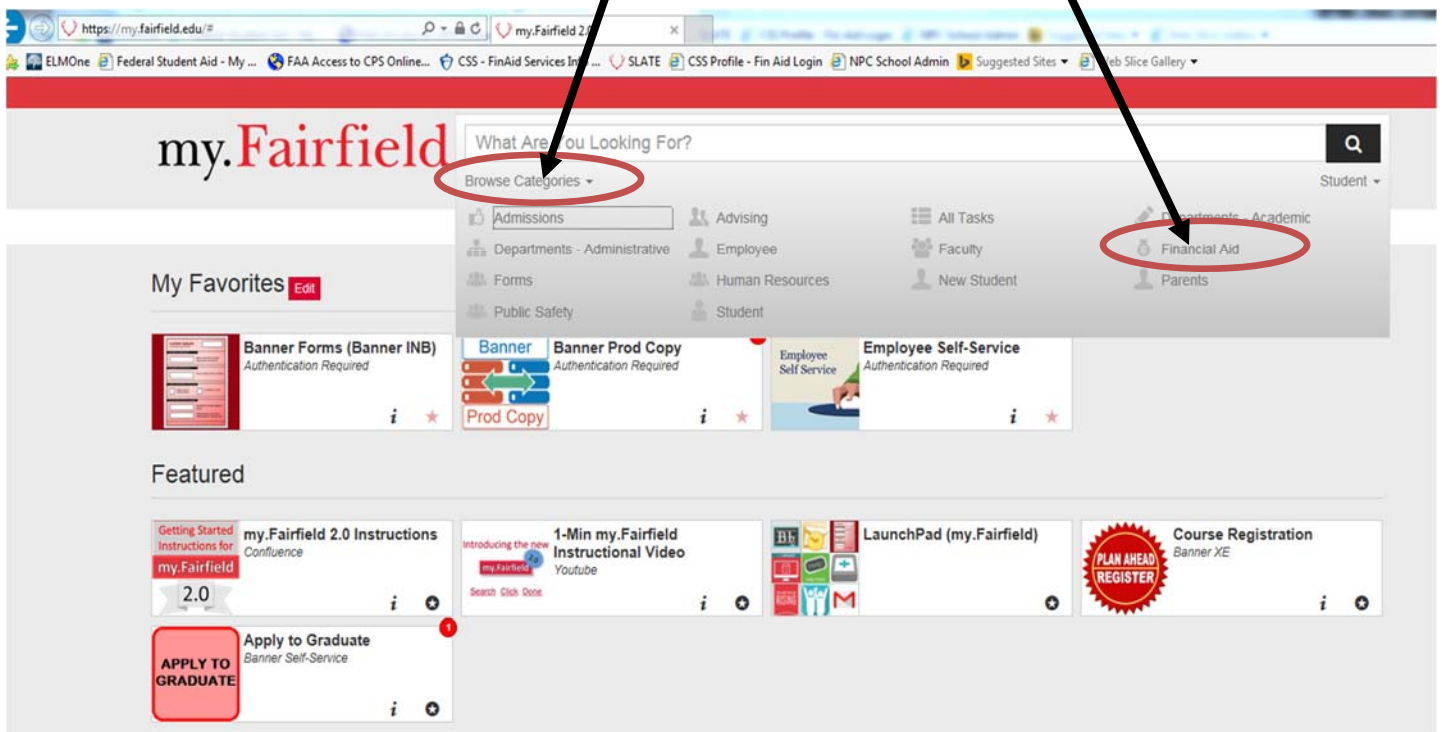 https://my.fairfield.edu/#
my.Fairfield 2.0
ELMOne Federal Student Aid - My ... FAA Access to CPS Online... CSS - FinAid Services Inf... SLATE CSS Profile - Fin Aid Login NPC School Admin Suggested Sites Web Slice Gallery
my.Fairfield
What Are You Looking For?
Browse Categories
Student
Admissions Advising All Tasks Departments - Academic
Departments - Administrative Employee Faculty Financial Aid
Forms Human Resources New Student Parents
Public Safety Student
My Favorites Edit
Banner Forms (Banner INB)
Authentication Required
i
Banner
Prod Copy
Banner Prod Copy
Authentication Required
i
Employee
Self Service
Employee Self-Service
Authentication Required
i
Featured
Getting Started
Instructions for
my.Fairfield
2.0
my.Fairfield 2.0 Instructions
Confluence
i
Introducing the new
my.Fairfield 2.0
Search Click Done
1-Min my.Fairfield
Instructional Video
Youtube
i
Bb
LaunchPad (my.Fairfield)
PLAN AHEAD
REGISTER
Course Registration
Banner XE
i
APPLY TO
GRADUATE
Apply to Graduate
Banner Self-Service
1
i